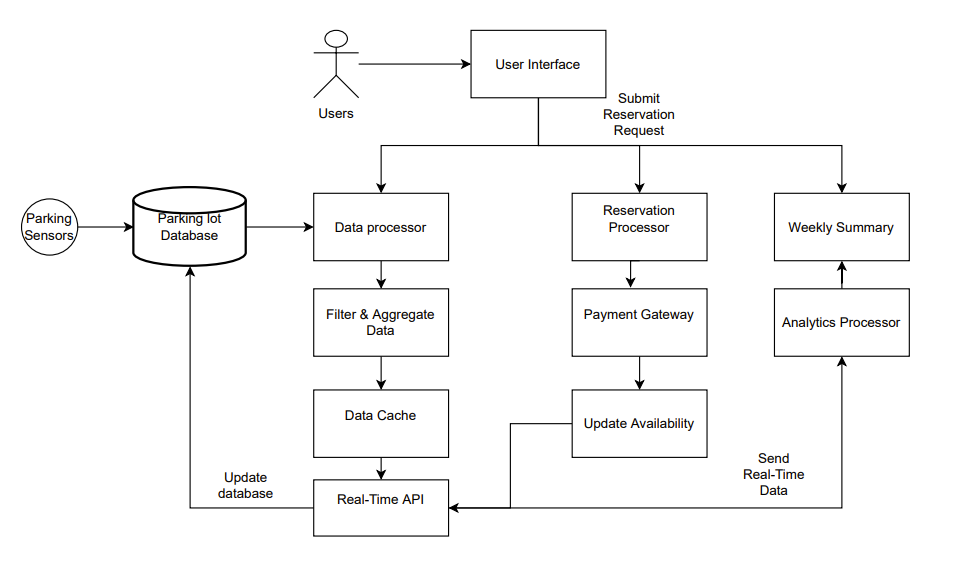 User Interface
Users
Submit
Reservation
Request
Parking
Sensors
Parking lot
Database
Data processor
Reservation
Processor
Weekly Summary
Filter & Aggregate
Data
Payment Gateway
Analytics Processor
Data Cache
Update Availability
Update
database
Real-Time API
Send
Real-Time
Data